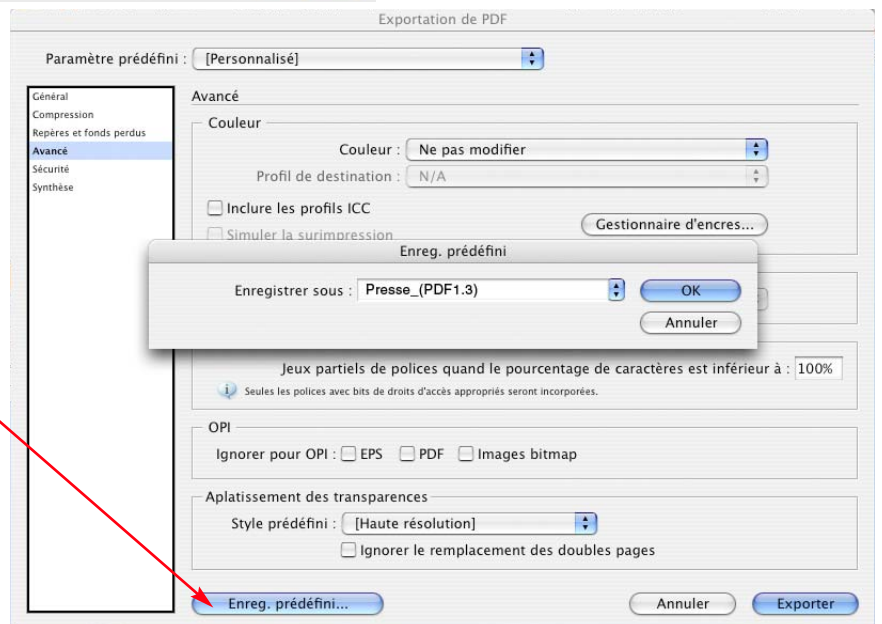 Exportation de PDF
Paramètre prédéfini : [Personnalisé]
Général
Compression
Repères et fonds perdus
Avancé
Sécurité
Synthèse
Avancé
Couleur
Couleur : Ne pas modifier
Profil de destination : N/A
Inclure les profils ICC
Simuler la surimpression
Gestionnaire d'encres...
Enreg. prédéfini
Enregistrer sous : Presse_(PDF1.3)
OK
Annuler
Jeux partiels de polices quand le pourcentage de caractères est inférieur à : 100%
Seules les polices avec bits de droits d'accès appropriés seront incorporées.
OPI
Ignorer pour OPI : EPS PDF Images bitmap
Aplatissement des transparences
Style prédéfini : [Haute résolution]
Ignorer le remplacement des doubles pages
Enreg. prédéfini... Annuler Exporter